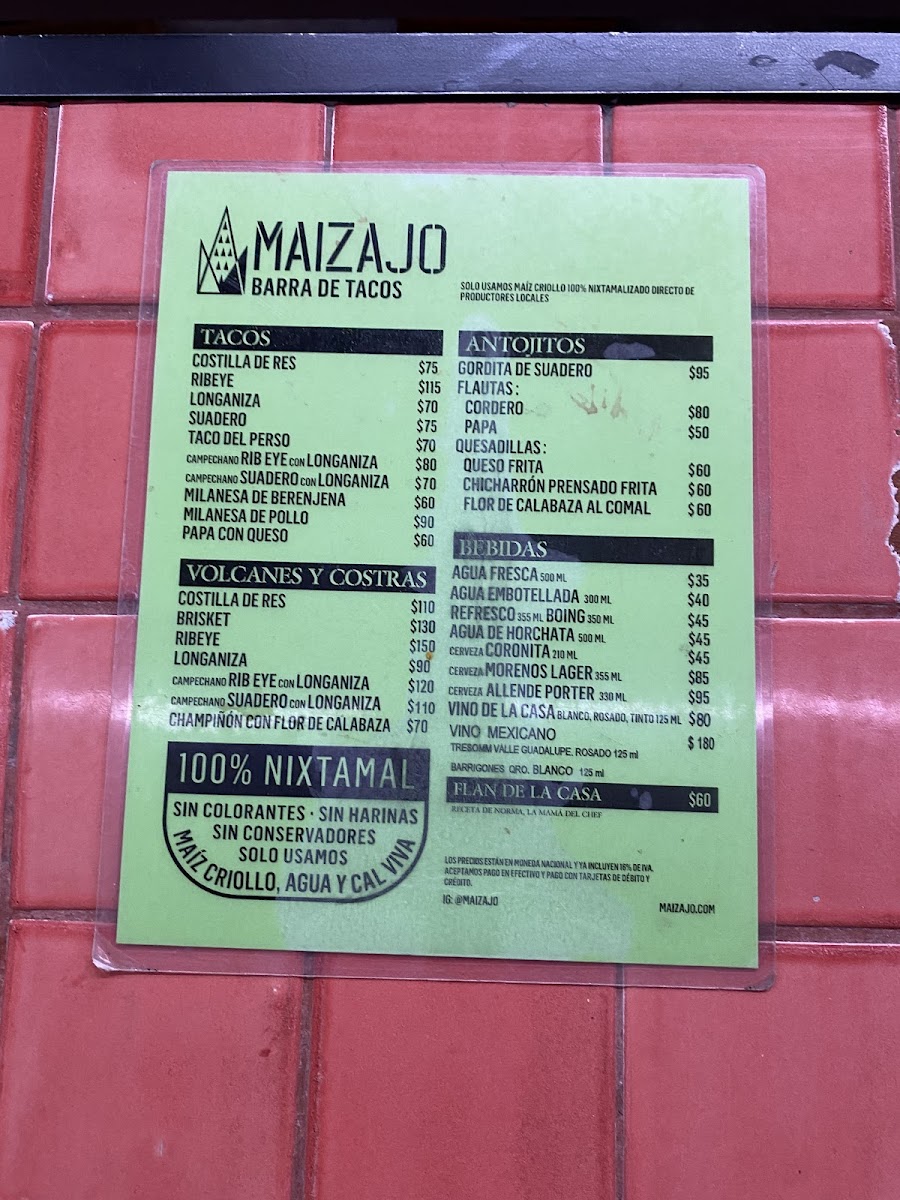 MAIZAJO
BARRA DE TACOS
SOLO USAMOS MAÍZ CRIOLLO 100% NIXTAMALIZADO DIRECTO DE
PRODUCTORES LOCALES
TACOS
COSTILLA DE RES $75
RIBEYE $115
LONGANIZA $70
SUADERO $75
TACO DEL PERSO $70
CAMPECHANO RIB EYE CON LONGANIZA $80
CAMPECHANO SUADERO CON LONGANIZA $70
MILANESA DE BERENJENA $60
MILANESA DE POLLO $90
PAPA CON QUESO $60
VOLCANES Y COSTRAS
COSTILLA DE RES $110
BRISKET $130
RIBEYE $150
LONGANIZA $90
CAMPECHANO RIB EYE CON LONGANIZA $120
CAMPECHANO SUADERO CON LONGANIZA $110
CHAMPIÑÓN CON FLOR DE CALABAZA $70
100% NIXTAMAL
SIN COLORANTES · SIN HARINAS
SIN CONSERVADORES
SOLO USAMOS
MAÍZ CRIOLLO, AGUA Y CAL VIVA
ANTOJITOS
GORDITA DE SUADERO $95
FLAUTAS:
CORDERO $80
PAPA $50
QUESADILLAS:
QUESO FRITA $60
CHICHARRÓN PRENSADO FRITA $60
FLOR DE CALABAZA AL COMAL $60
BEBIDAS
AGUA FRESCA 500 ML $35
AGUA EMBOTELLADA 300 ML $40
REFRESCO 355 ML BOING 350 ML $45
AGUA DE HORCHATA 500 ML $45
CERVEZA CORONITA 210 ML $45
CERVEZA MORENOS LAGER 355 ML $85
CERVEZA ALLENDE PORTER 330 ML $95
VINO DE LA CASA BLANCO, ROSADO, TINTO 125 ML $80
VINO MEXICANO $180
TRESOMM VALLE GUADALUPE, ROSADO 125 ml
BARRIGONES QRO. BLANCO 125 ml
FLAN DE LA CASA $60
RECETA DE NORMA, LA MAMÁ DEL CHEF
LOS PRECIOS ESTÁN EN MONEDA NACIONAL Y YA INCLUYEN 16% DE IVA.
ACEPTAMOS PAGO EN EFECTIVO Y PAGO CON TARJETAS DE DÉBITO Y
CRÉDITO.
IG: @MAIZAJO
MAIZAJO.COM